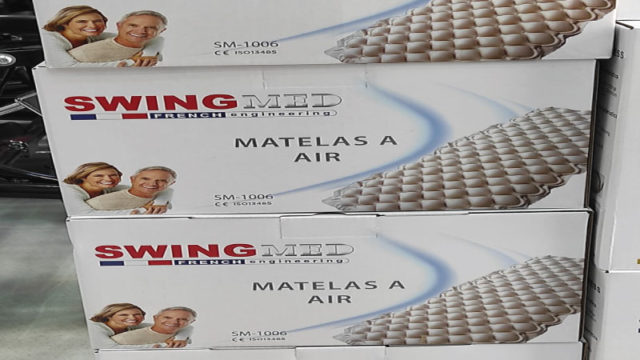 SM-1006
CE ISO13485
SWINGMED
FRENCH engineering
MATELAS A
AIR
SM-1006
CE ISO13485
SWINGMED
FRENCH engineering
MATELAS A
AIR
SM-1006
CE ISO13485